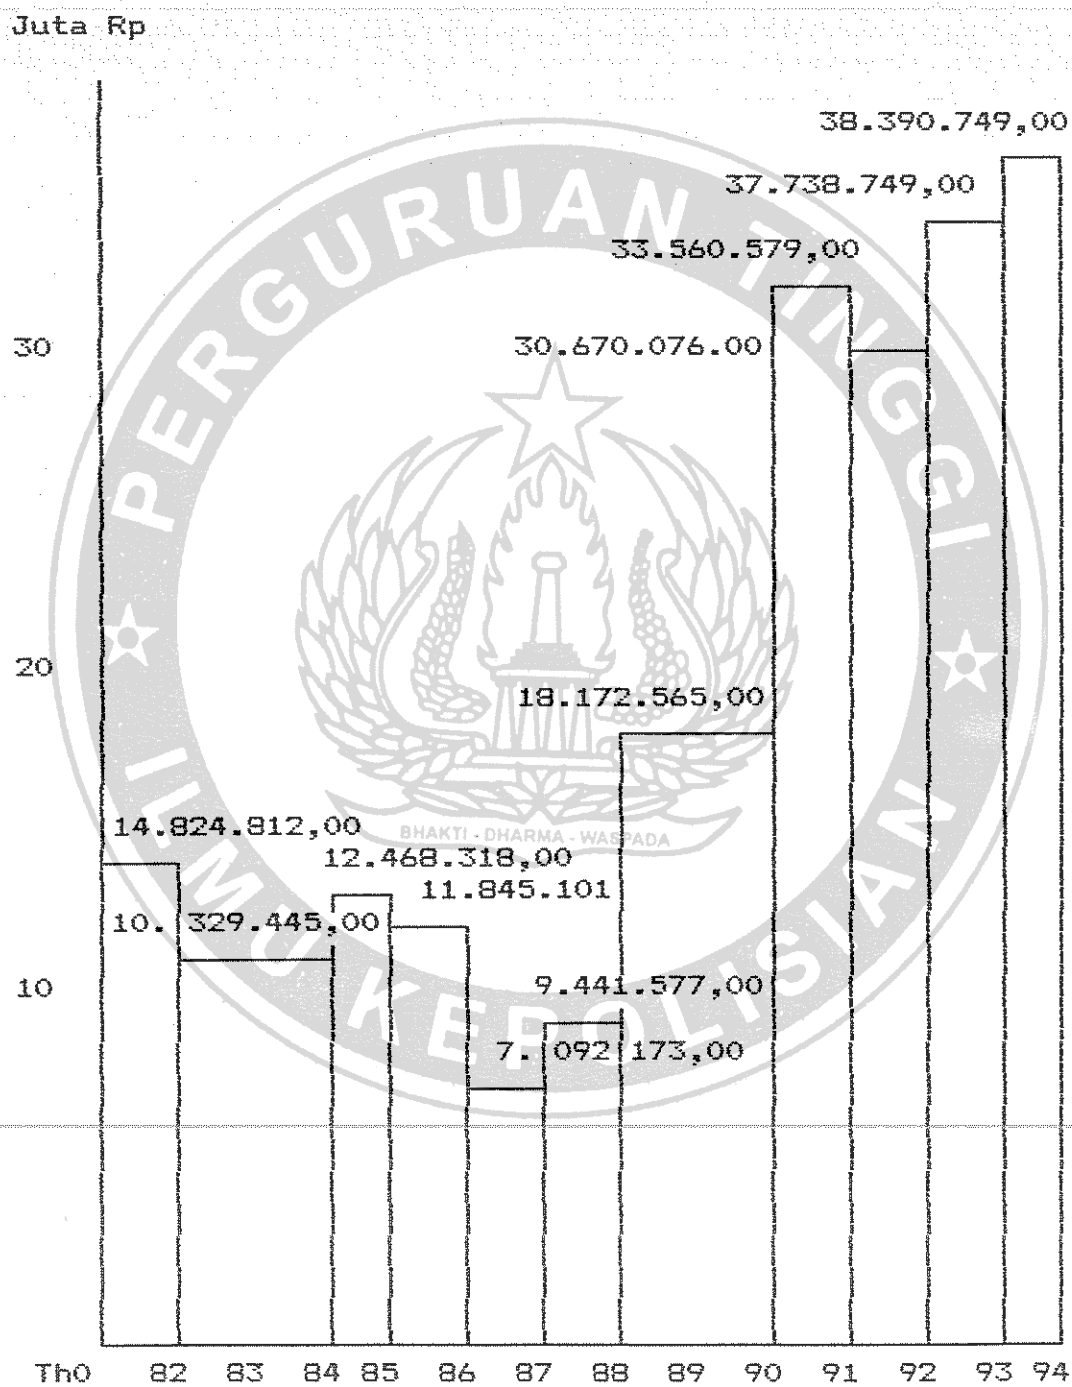 Juta Rp
38.390.749,00
37.738.749,00
33.560.579,00
30
30.670.076.00
20
18.172.565,00
14.824.812,00
12.468.318,00
11.845.101
10. 329.445,00
10
9.441.577,00
7. 092 173,00
Th0 82 83 84 85 86 87 88 89 90 91 92 93 94
PERGURUAN TINGGI
ILMU KEPOLISIAN
BHAKTI - DHARMA - WASPADA